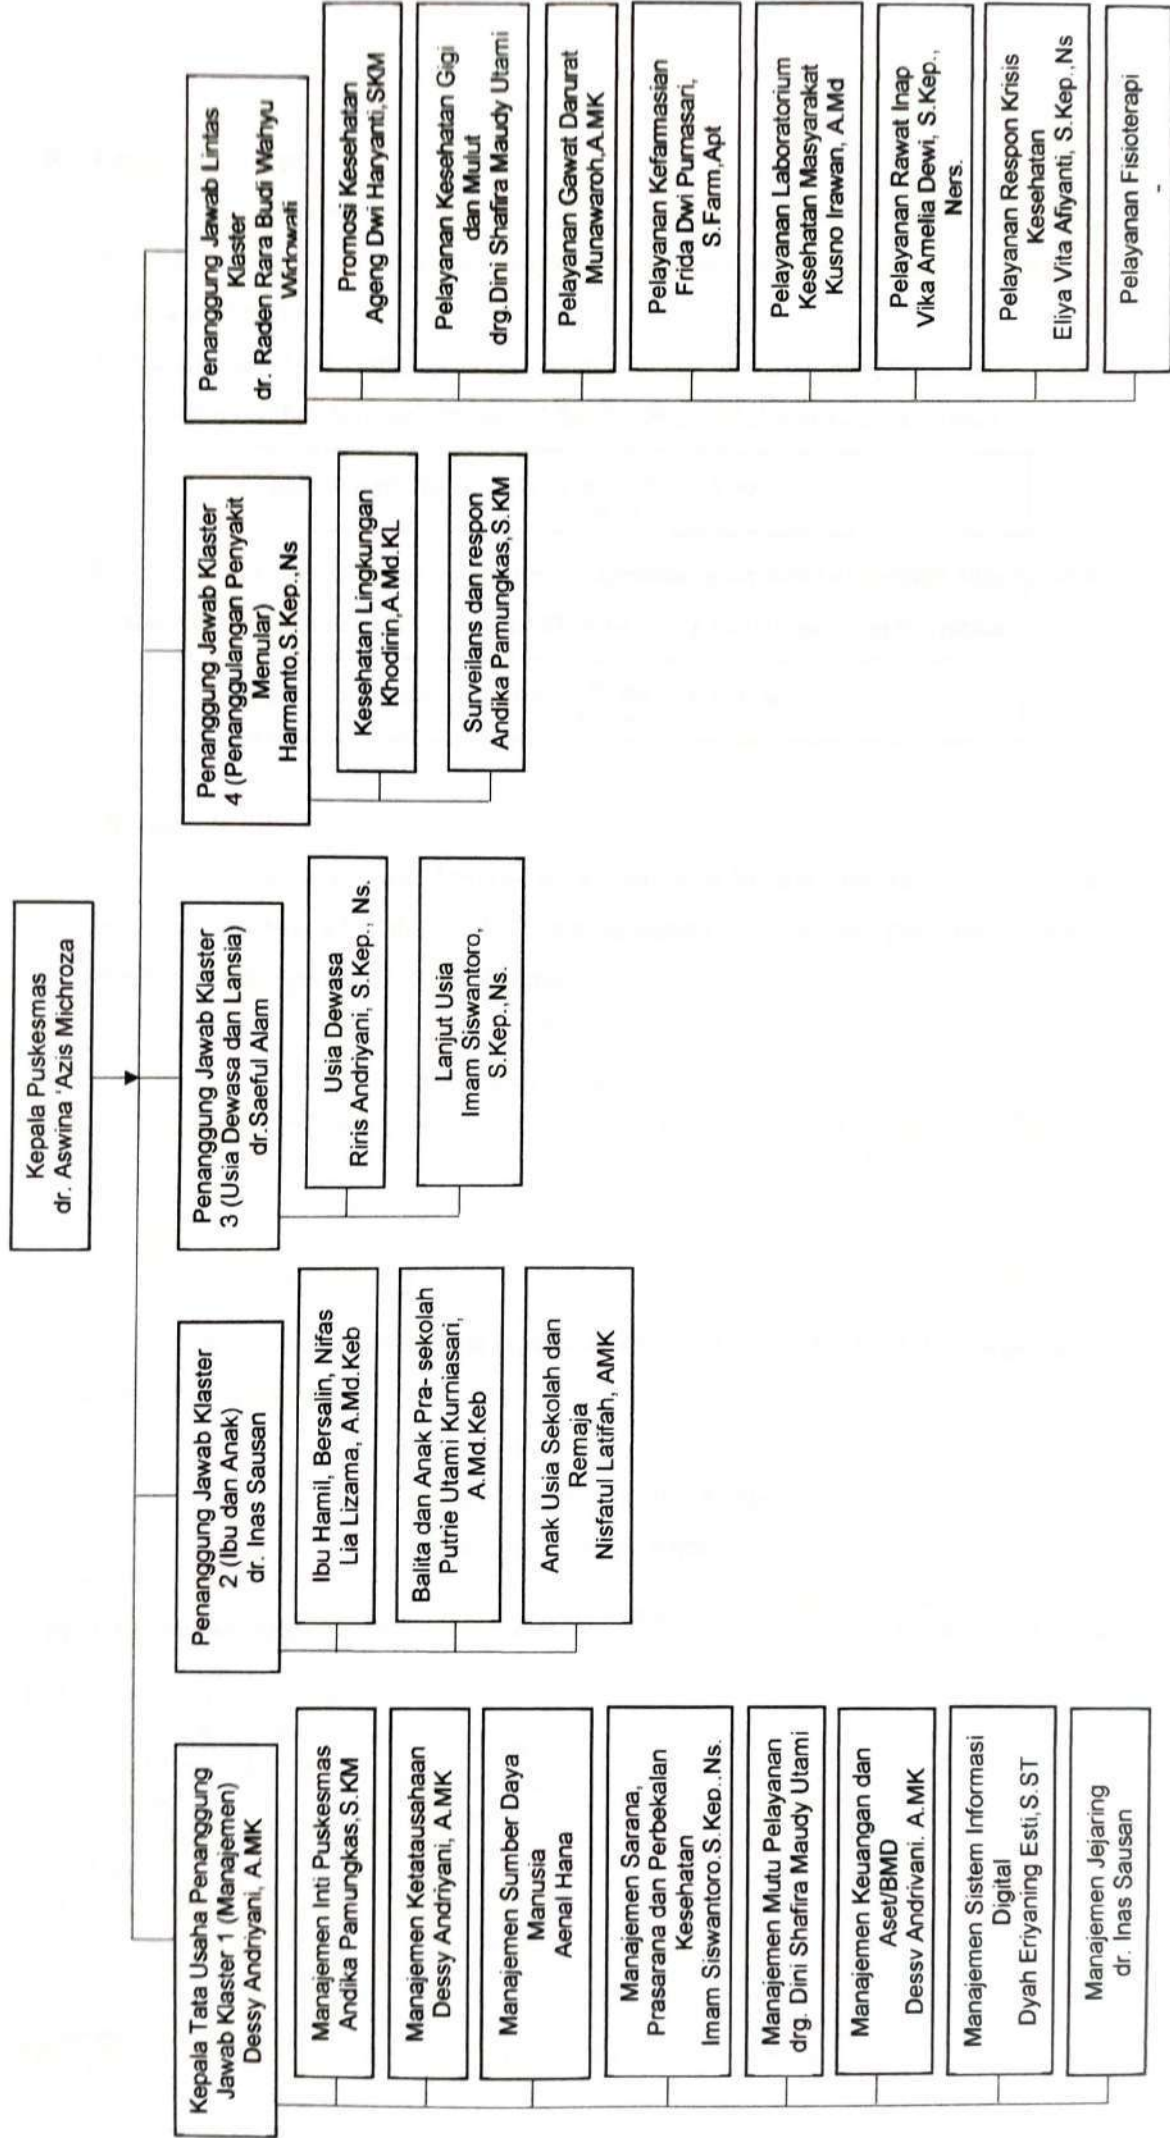 Kepala Puskesmas
dr. Aswina 'Azis Michroza
Kepala Tata Usaha Penanggung
Jawab Klaster 1 (Manajemen)
Dessy Andriyani, A.MK
Manajemen Inti Puskesmas
Andika Pamungkas,S.KM
Manajemen Ketatausahaan
Dessy Andriyani, A.MK
Manajemen Sumber Daya
Manusia
Aenal Hana
Manajemen Sarana,
Prasarana dan Perbekalan
Kesehatan
Imam Siswantoro.S.Kep..Ns.
Manajemen Mutu Pelayanan
drg. Dini Shafira Maudy Utami
Manajemen Keuangan dan
Aset/BMD
Dessv Andrivani. A.MK
Manajemen Sistem Informasi
Digital
Dyah Eriyaning Esti,S.ST
Manajemen Jejaring
dr. Inas Sausan
Penanggung Jawab Klaster
2 (Ibu dan Anak)
dr. Inas Sausan
Ibu Hamil, Bersalin, Nifas
Lia Lizama, A.Md.Keb
Balita dan Anak Pra- sekolah
Putrie Utami Kurniasari,
A.Md.Keb
Anak Usia Sekolah dan
Remaja
Nisfatul Latifah, AMK
Penanggung Jawab Klaster
3 (Usia Dewasa dan Lansia)
dr.Saeful Alam
Usia Dewasa
Riris Andriyani, S.Kep., Ns.
Lanjut Usia
Imam Siswantoro,
S.Kep.,Ns.
Penanggung Jawab Klaster
4 (Penanggulangan Penyakit
Menular)
Harmanto,S.Kep.,Ns
Kesehatan Lingkungan
Khodirin,A.Md.KL
Surveilans dan respon
Andika Pamungkas,S.KM
Penanggung Jawab Lintas
Klaster
dr. Raden Rara Budi Wahyu
Widowati
Promosi Kesehatan
Ageng Dwi Haryanti,SKM
Pelayanan Kesehatan Gigi
dan Mulut
drg.Dini Shafira Maudy Utami
Pelayanan Gawat Darurat
Munawaroh,A.MK
Pelayanan Kefarmasian
Frida Dwi Purnasari,
S.Farm,Apt
Pelayanan Laboratorium
Kesehatan Masyarakat
Kusno Irawan, A.Md
Pelayanan Rawat Inap
Vika Amelia Dewi, S.Kep.,
Ners.
Pelayanan Respon Krisis
Kesehatan
Eliya Vita Afiyanti, S.Kep.,Ns
Pelayanan Fisioterapi
-